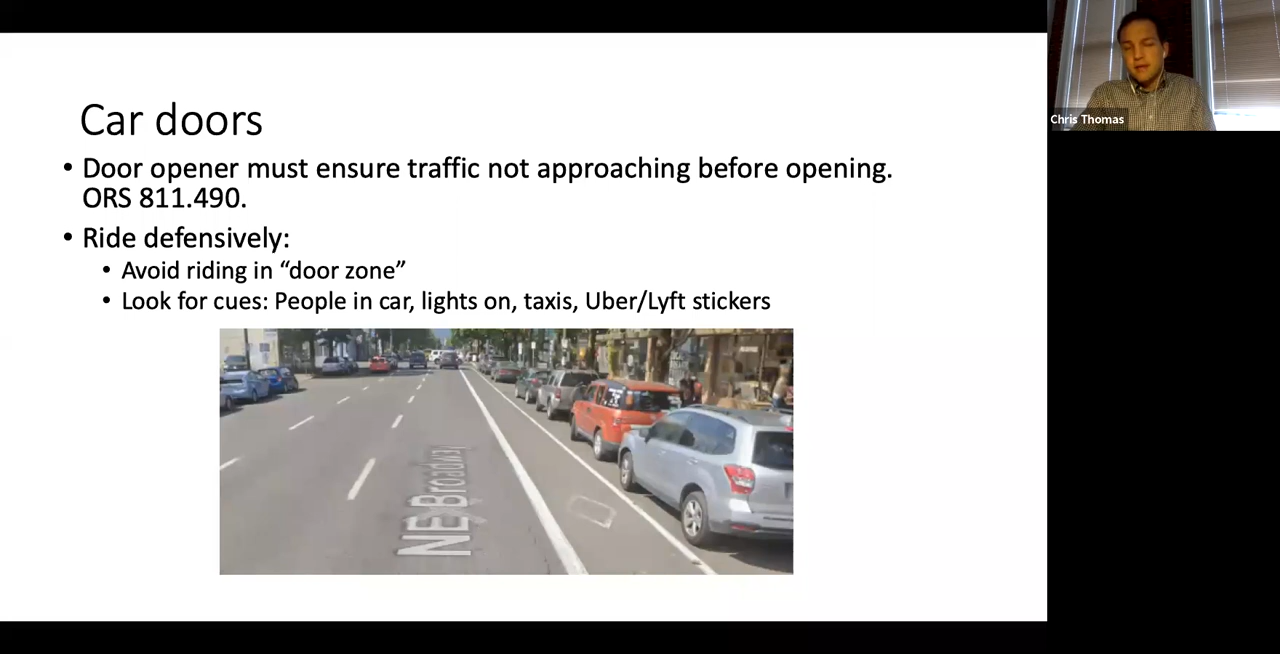 Car doors
• Door opener must ensure traffic not approaching before opening.
ORS 811.490.
• Ride defensively:
• Avoid riding in “door zone”
• Look for cues: People in car, lights on, taxis, Uber/Lyft stickers
NE Broadway
Chris Thomas